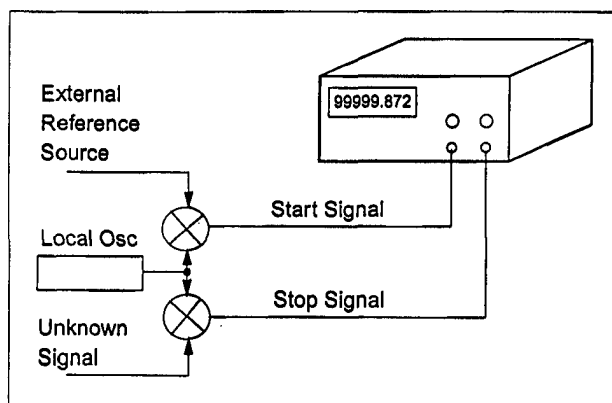 External
Reference
Source
99999.872
Start Signal
Local Osc
Stop Signal
Unknown
Signal